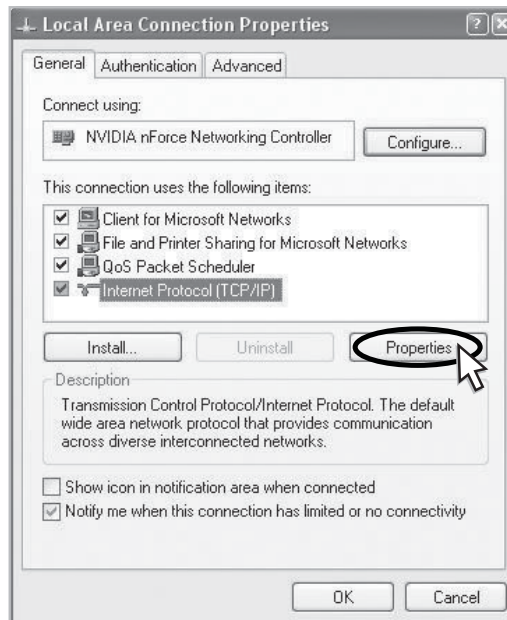 Local Area Connection Properties
General Authentication Advanced
Connect using:
NVIDIA nForce Networking Controller
Configure...
This connection uses the following items:
Client for Microsoft Networks
File and Printer Sharing for Microsoft Networks
QoS Packet Scheduler
Internet Protocol (TCP/IP)
Install... Uninstall Properties
Description
Transmission Control Protocol/Internet Protocol. The default
wide area network protocol that provides communication
across diverse interconnected networks.
Show icon in notification area when connected
Notify me when this connection has limited or no connectivity
OK Cancel